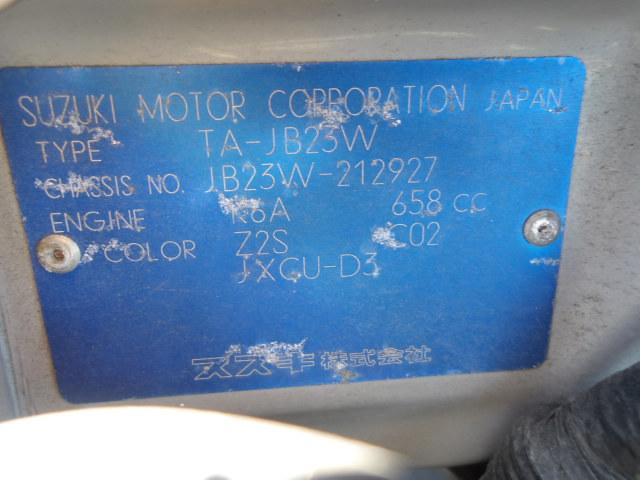 SUZUKI MOTOR CORPORATION JAPAN
TYPE TA-JB23W
CHASSIS NO. JB23W-212927
ENGINE K6A 658 CC
COLOR Z2S C02
JXGU-D3
スズキ株式会社